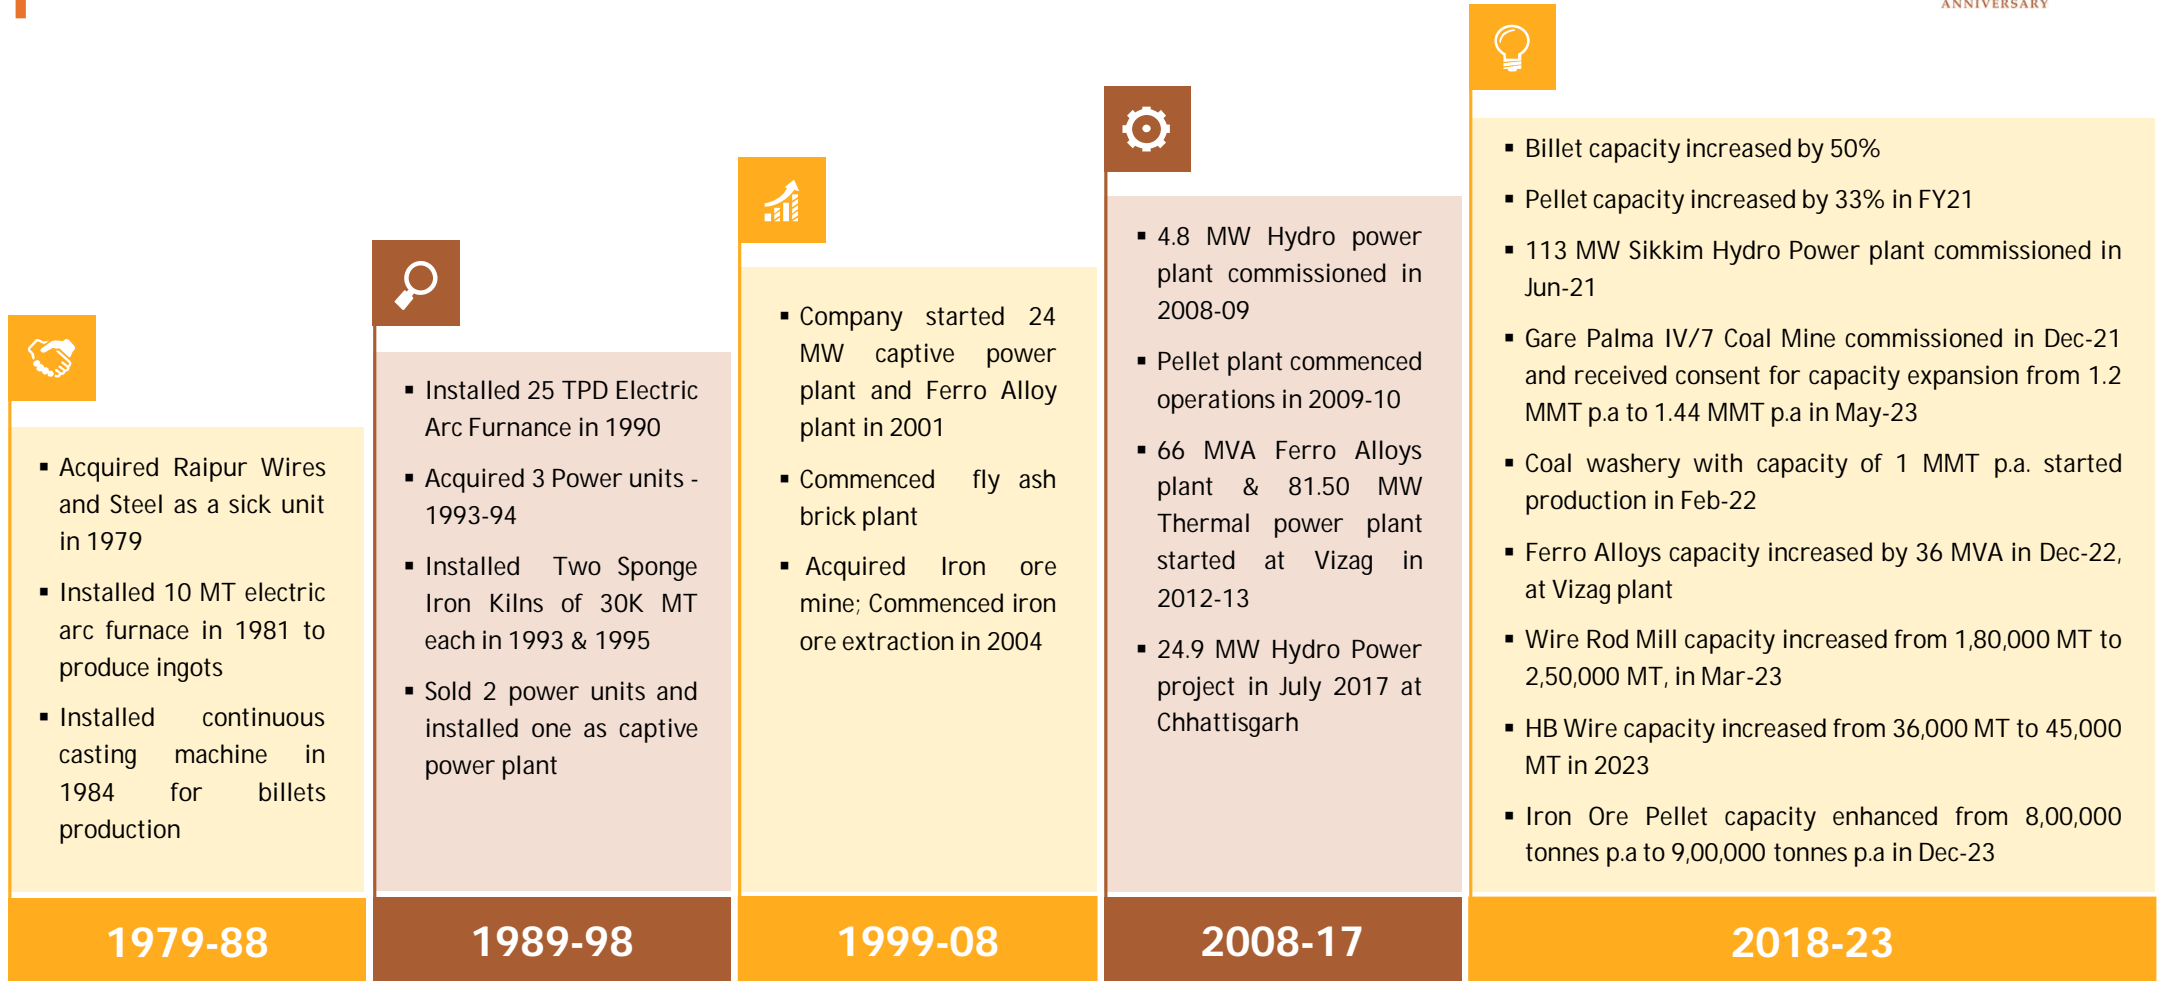 ANNIVERSARY
▪ Acquired Raipur Wires
and Steel as a sick unit
in 1979
▪ Installed 10 MT electric
arc furnace in 1981 to
produce ingots
▪ Installed continuous
casting machine in
1984 for billets
production
1979-88
▪ Installed 25 TPD Electric
Arc Furnance in 1990
▪ Acquired 3 Power units -
1993-94
▪ Installed Two Sponge
Iron Kilns of 30K MT
each in 1993 & 1995
▪ Sold 2 power units and
installed one as captive
power plant
1989-98
▪ Company started 24
MW captive power
plant and Ferro Alloy
plant in 2001
▪ Commenced fly ash
brick plant
▪ Acquired Iron ore
mine; Commenced iron
ore extraction in 2004
1999-08
▪ 4.8 MW Hydro power
plant commissioned in
2008-09
▪ Pellet plant commenced
operations in 2009-10
▪ 66 MVA Ferro Alloys
plant & 81.50 MW
Thermal power plant
started at Vizag in
2012-13
▪ 24.9 MW Hydro Power
project in July 2017 at
Chhattisgarh
2008-17
▪ Billet capacity increased by 50%
▪ Pellet capacity increased by 33% in FY21
▪ 113 MW Sikkim Hydro Power plant commissioned in
Jun-21
▪ Gare Palma IV/7 Coal Mine commissioned in Dec-21
and received consent for capacity expansion from 1.2
MMT p.a to 1.44 MMT p.a in May-23
▪ Coal washery with capacity of 1 MMT p.a. started
production in Feb-22
▪ Ferro Alloys capacity increased by 36 MVA in Dec-22,
at Vizag plant
▪ Wire Rod Mill capacity increased from 1,80,000 MT to
2,50,000 MT, in Mar-23
▪ HB Wire capacity increased from 36,000 MT to 45,000
MT in 2023
▪ Iron Ore Pellet capacity enhanced from 8,00,000
tonnes p.a to 9,00,000 tonnes p.a in Dec-23
2018-23